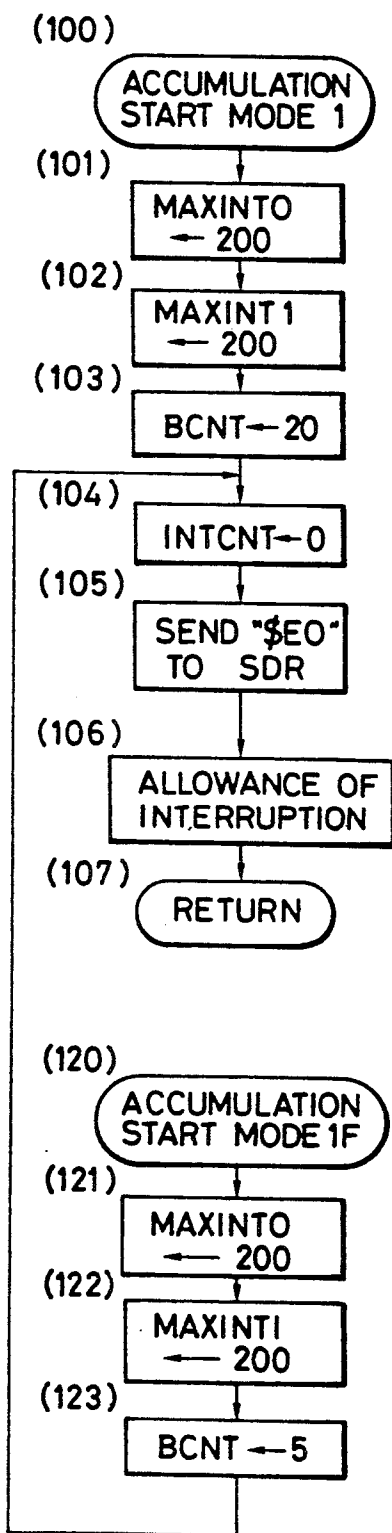 (100)
ACCUMULATION
START MODE 1
(101)
MAXINTO
← 200
(102)
MAXINT1
← 200
(103)
BCNT←20
(104)
INTCNT←0
(105)
SEND "$EO"
TO SDR
(106)
ALLOWANCE OF
INTERRUPTION
(107)
RETURN
(120)
ACCUMULATION
START MODE 1F
(121)
MAXINTO
← 200
(122)
MAXINTI
← 200
(123)
BCNT ←5